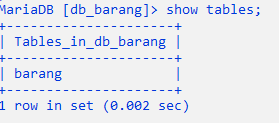 MariaDB [db_barang]> show tables;
+---------------------+
| Tables_in_db_barang |
+---------------------+
| barang              |
+---------------------+
1 row in set (0.002 sec)